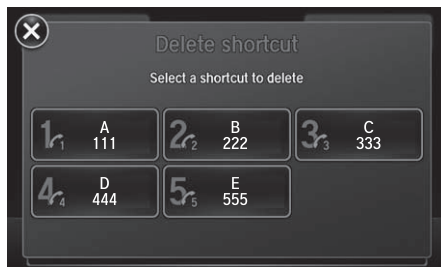 Delete shortcut
Select a shortcut to delete
1 1 A 111
2 2 B 222
3 3 C 333
4 4 D 444
5 5 E 555